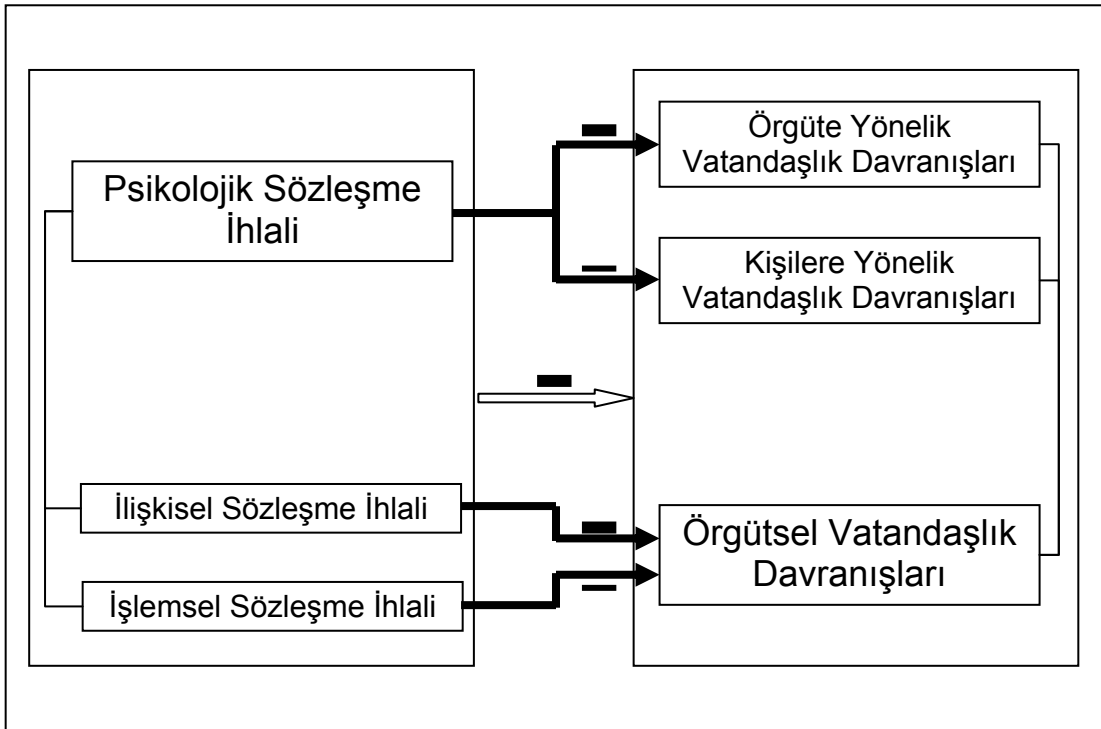 Psikolojik Sözleşme
İhlali
İlişkisel Sözleşme İhlali
İşlemsel Sözleşme İhlali
Örgüte Yönelik
Vatandaşlık Davranışları
Kişilere Yönelik
Vatandaşlık Davranışları
Örgütsel Vatandaşlık
Davranışları